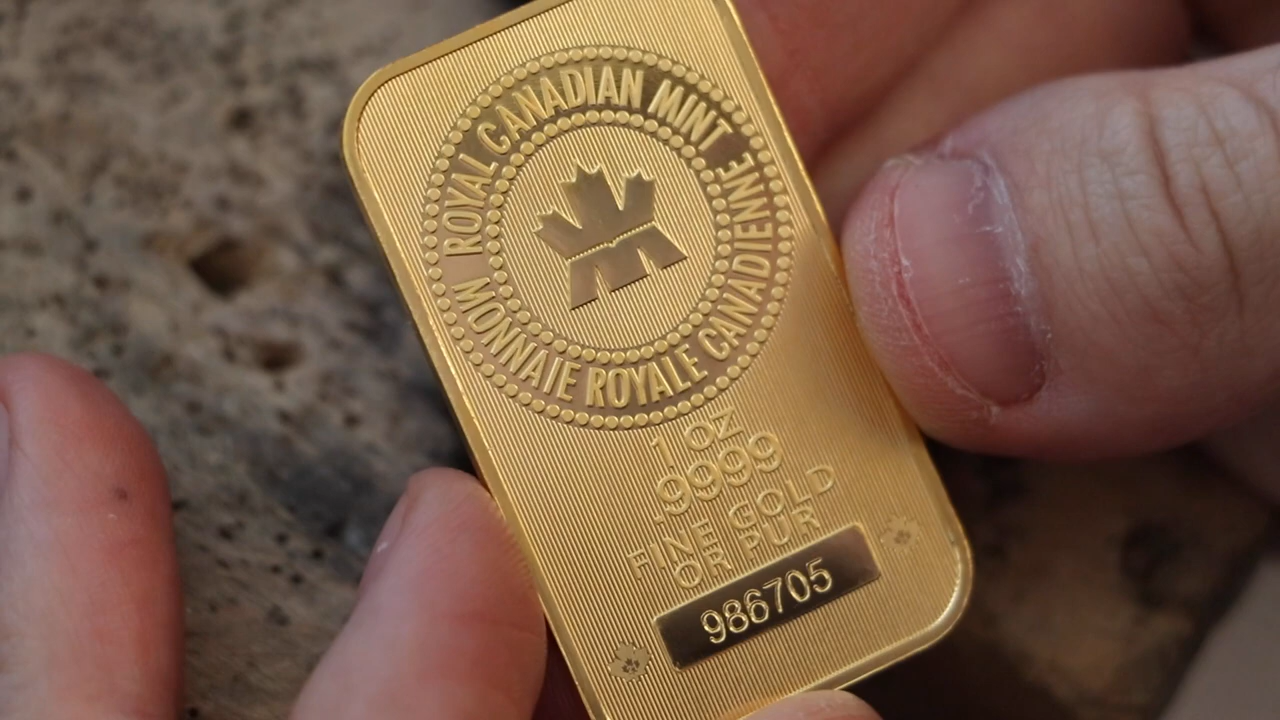 ROYAL CANADIAN MINT
MONNAIE ROYALE CANADIENNE
1 OZ
.9999
FINE GOLD
OR PUR
986705